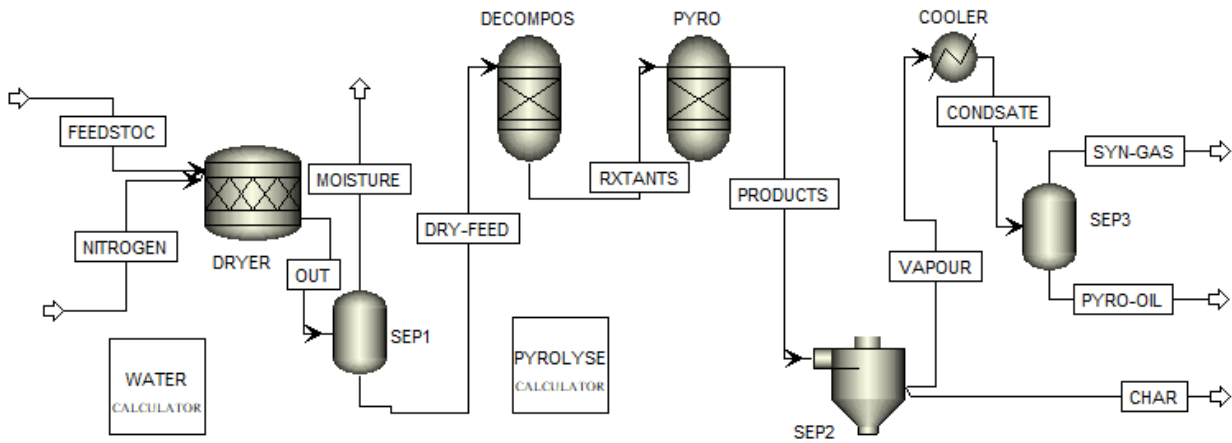 DECOMPOS
PYRO
COOLER
FEEDSTOC
CONDSATE
SYN-GAS
MOISTURE
RXTANTS
PRODUCTS
NITROGEN
DRY-FEED
SEP3
DRYER
OUT
VAPOUR
PYRO-OIL
SEP1
WATER
CALCULATOR
PYROLYSE
CALCULATOR
CHAR
SEP2